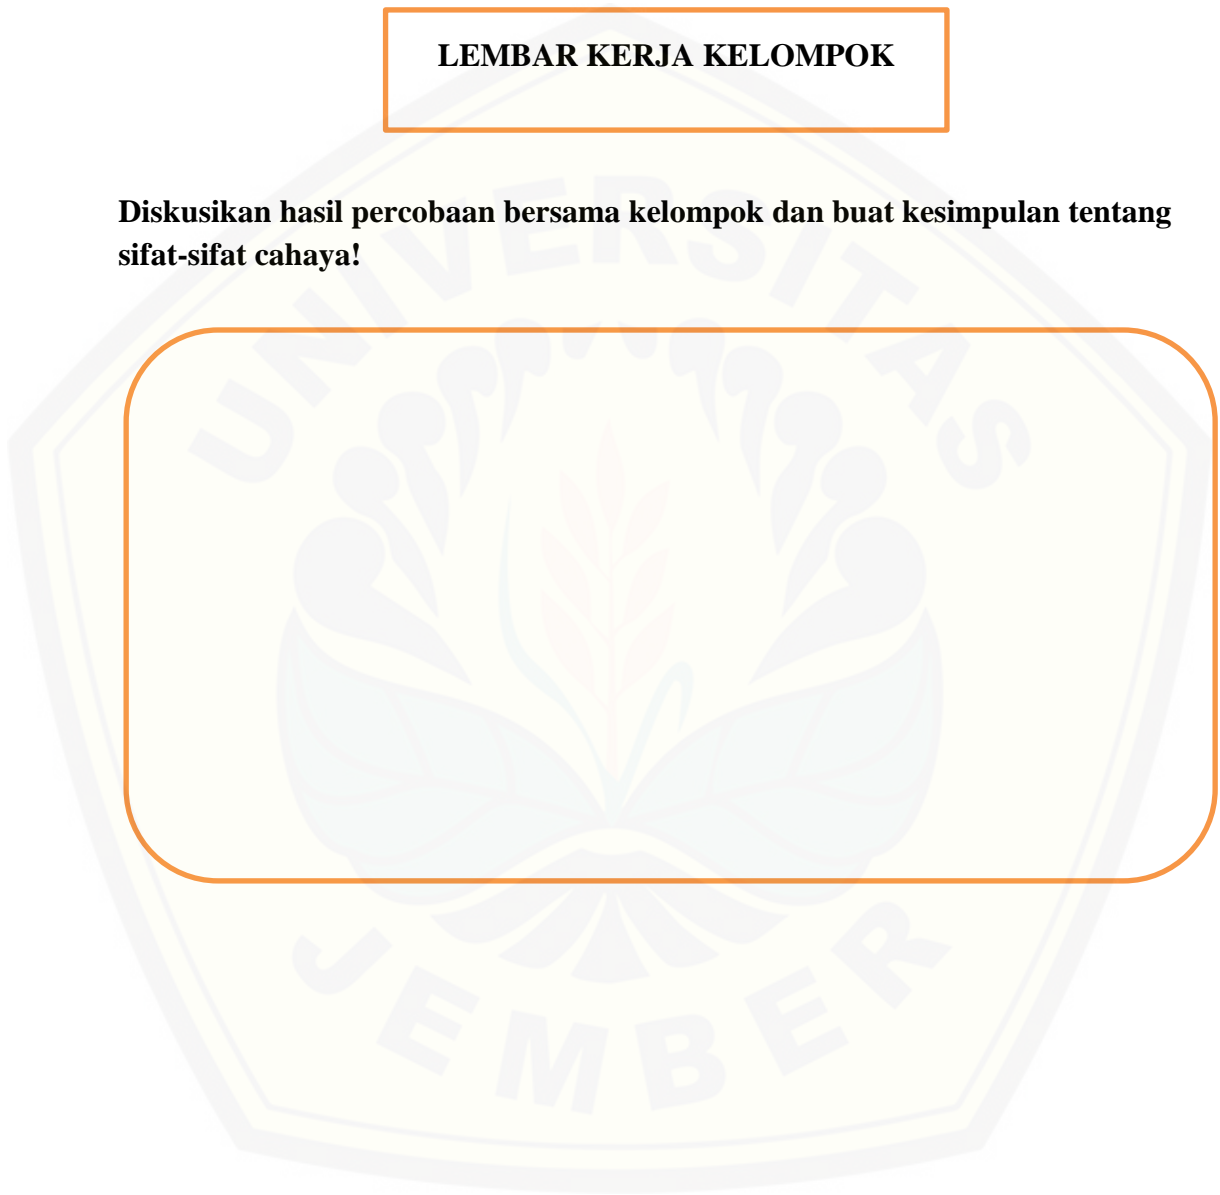 LEMBAR KERJA KELOMPOK
Diskusikan hasil percobaan bersama kelompok dan buat kesimpulan tentang
sifat-sifat cahaya!
UNIVERSITAS
JEMBER